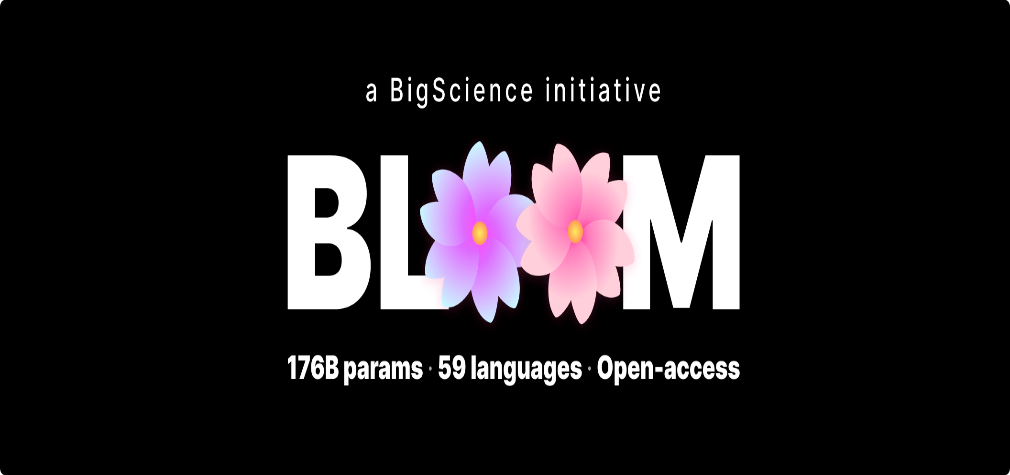 a BigScience initiative
BLOOM
176B params · 59 languages · Open-access